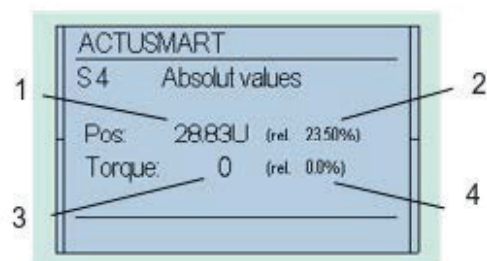 ACTUSMART
S 4 Absolut values
1 2
Pos: 28.83U (rel. 23.50%)
Torque: 0 (rel. 0.0%)
3 4